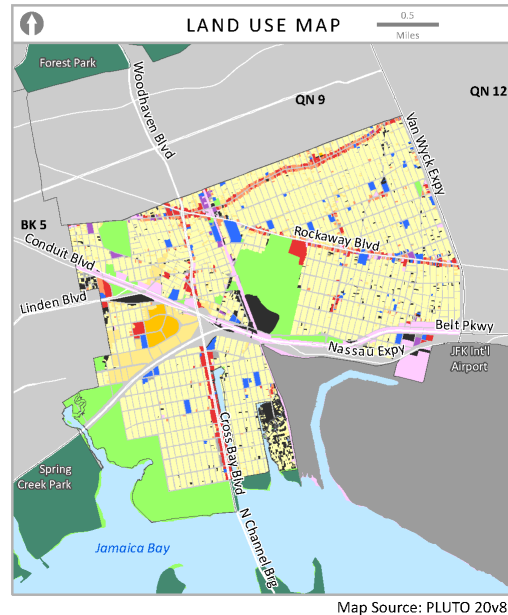 LAND USE MAP
0.5
Miles
Forest Park
Woodhaven Blvd
QN 9
QN 12
Van Wyck Expy
BK 5
Conduit Blvd
Rockaway Blvd
Linden Blvd
Belt Pkwy
Nassau Expy
JFK Int'l
Airport
Cross Bay Blvd
Spring
Creek Park
N Channel Brg
Jamaica Bay
Map Source: PLUTO 20v8